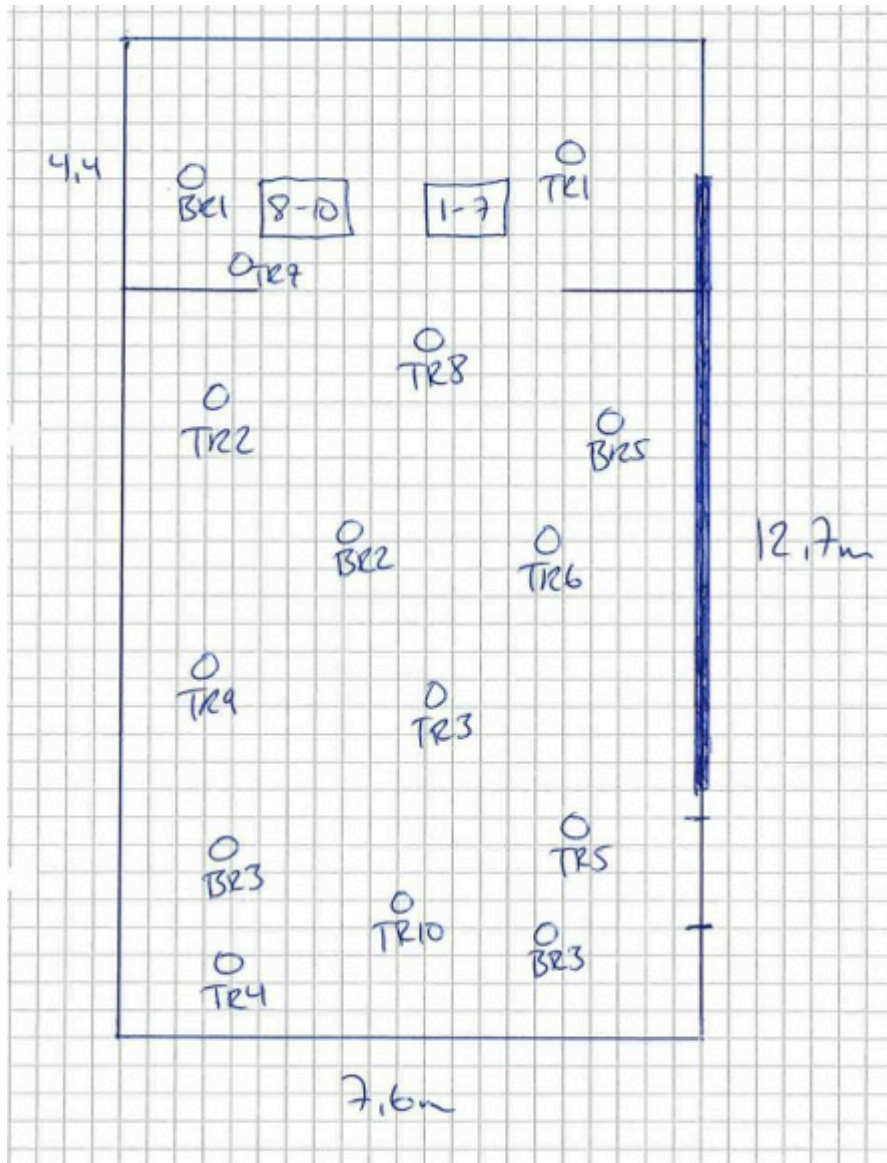 4,4
TR1
BR1
8-10
1-7
TR7
TR8
TR2
BR5
BR2
TR6
12,7m
TR9
TR3
TR5
BR3
TR10
BR3
TR4
7,6m